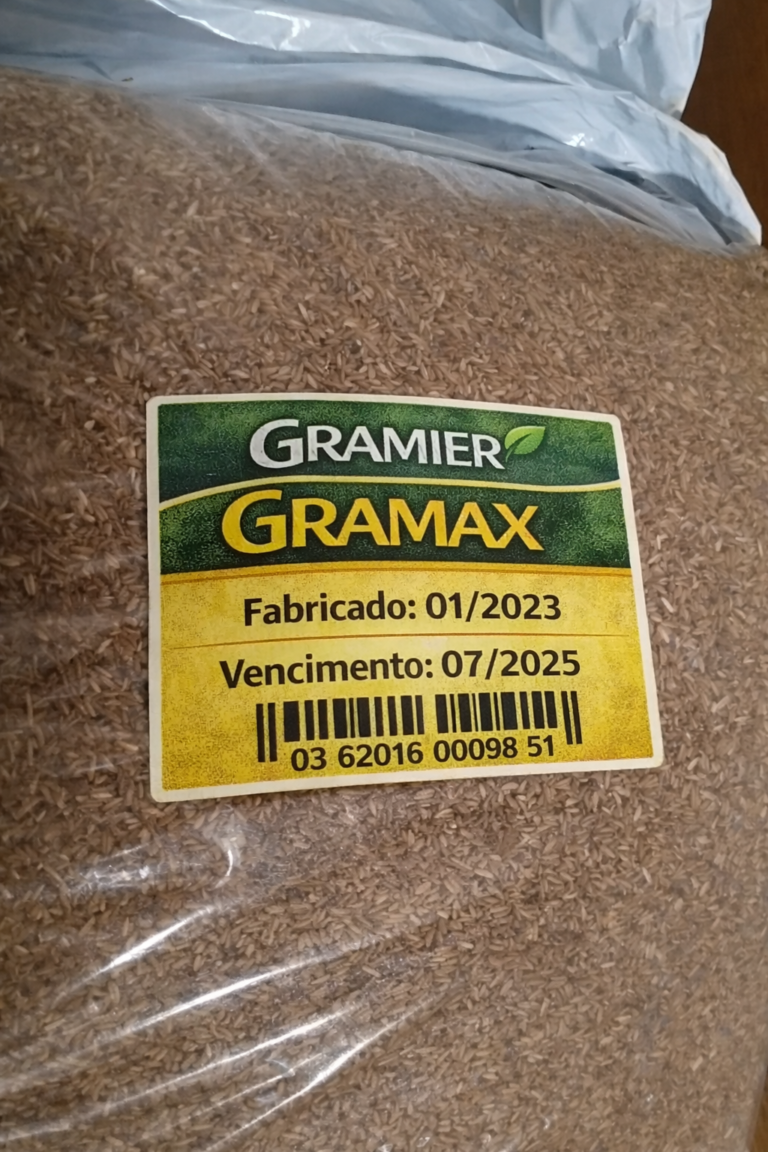 GRAMIER
GRAMAX
Fabricado: 01/2023
Vencimento: 07/2025
03 62016 00098 51